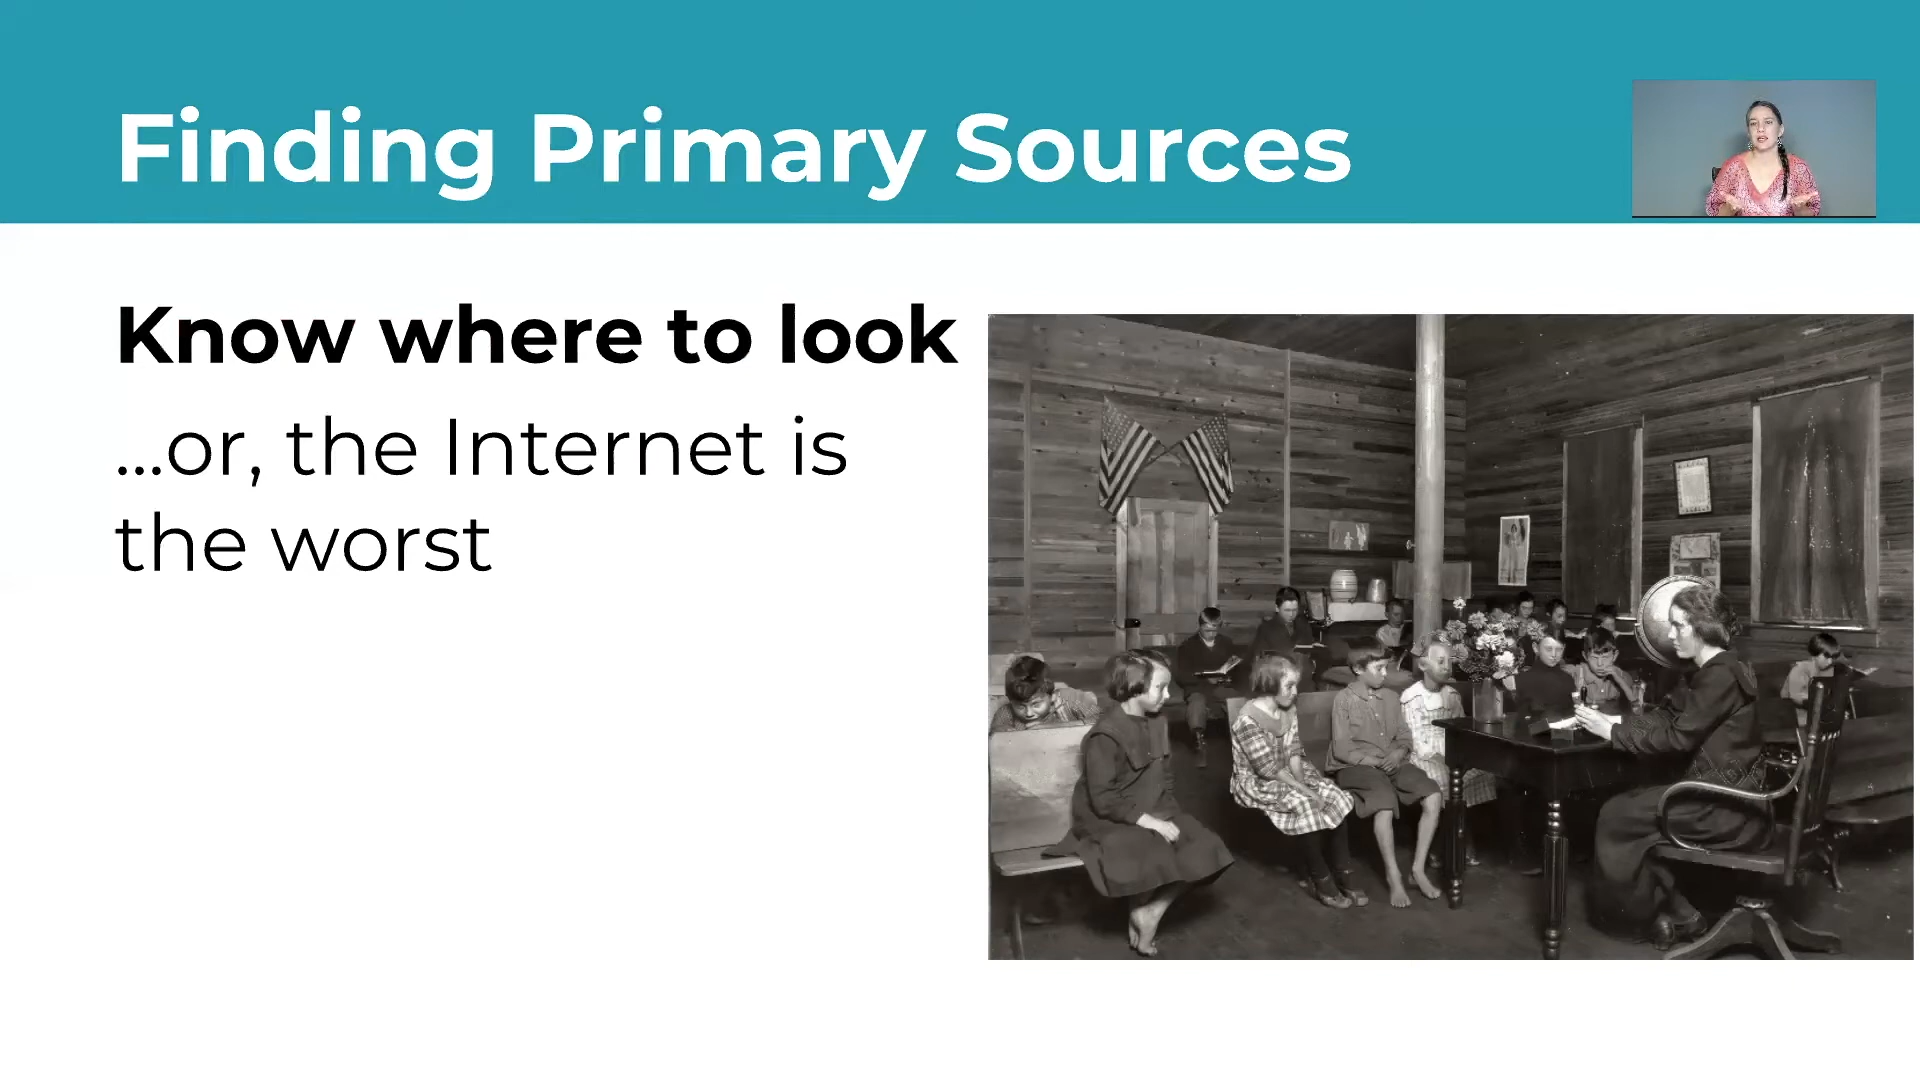 Finding Primary Sources
Know where to look
...or, the Internet is
the worst